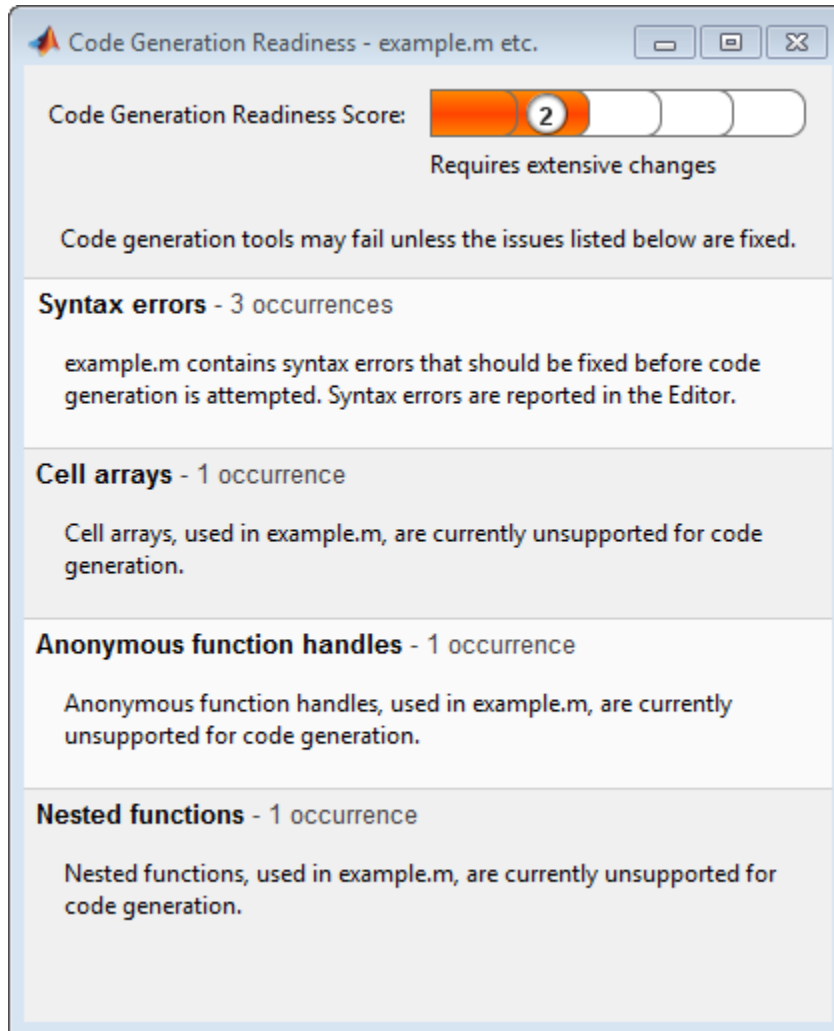 Code Generation Readiness - example.m etc.
Code Generation Readiness Score:
2
Requires extensive changes
Code generation tools may fail unless the issues listed below are fixed.
Syntax errors - 3 occurrences
example.m contains syntax errors that should be fixed before code
generation is attempted. Syntax errors are reported in the Editor.
Cell arrays - 1 occurrence
Cell arrays, used in example.m, are currently unsupported for code
generation.
Anonymous function handles - 1 occurrence
Anonymous function handles, used in example.m, are currently
unsupported for code generation.
Nested functions - 1 occurrence
Nested functions, used in example.m, are currently unsupported for
code generation.